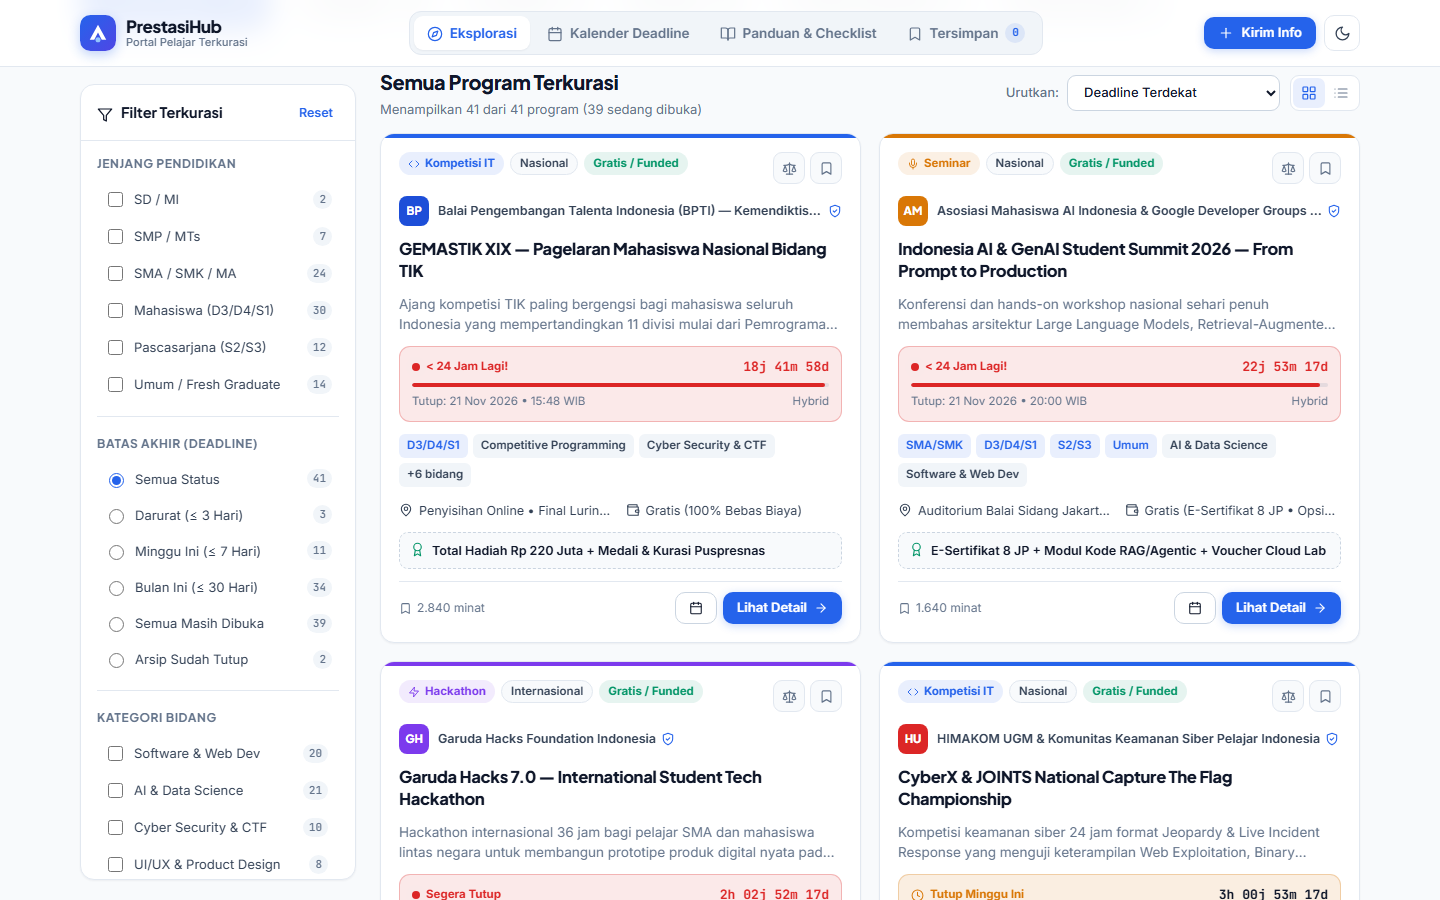 PrestasiHub
Portal Pelajar Terkurasi
Eksplorasi
Kalender Deadline
Panduan & Checklist
Tersimpan 0
Kirim Info
Filter Terkurasi
Reset
JENJANG PENDIDIKAN
SD / MI 2
SMP / MTs 7
SMA / SMK / MA 24
Mahasiswa (D3/D4/S1) 30
Pascasarjana (S2/S3) 12
Umum / Fresh Graduate 14
BATAS AKHIR (DEADLINE)
Semua Status 41
Darurat (≤ 3 Hari) 3
Minggu Ini (≤ 7 Hari) 11
Bulan Ini (≤ 30 Hari) 34
Semua Masih Dibuka 39
Arsip Sudah Tutup 2
KATEGORI BIDANG
Software & Web Dev 20
AI & Data Science 21
Cyber Security & CTF 10
UI/UX & Product Design 8
Semua Program Terkurasi
Menampilkan 41 dari 41 program (39 sedang dibuka)
Urutkan: Deadline Terdekat
Kompetisi IT Nasional Gratis / Funded
BP Balai Pengembangan Talenta Indonesia (BPTI) — Kemendiktis...
GEMASTIK XIX — Pagelaran Mahasiswa Nasional Bidang
TIK
Ajang kompetisi TIK paling bergengsi bagi mahasiswa seluruh
Indonesia yang mempertandingkan 11 divisi mulai dari Pemrograma...
< 24 Jam Lagi! 18j 41m 58d
Tutup: 21 Nov 2026 • 15:48 WIB Hybrid
D3/D4/S1 Competitive Programming Cyber Security & CTF
+6 bidang
Penyisihan Online • Final Lurin... Gratis (100% Bebas Biaya)
Total Hadiah Rp 220 Juta + Medali & Kurasi Puspresnas
2.840 minat Lihat Detail
Seminar Nasional Gratis / Funded
AM Asosiasi Mahasiswa AI Indonesia & Google Developer Groups ...
Indonesia AI & GenAI Student Summit 2026 — From
Prompt to Production
Konferensi dan hands-on workshop nasional sehari penuh
membahas arsitektur Large Language Models, Retrieval-Augmente...
< 24 Jam Lagi! 22j 53m 17d
Tutup: 21 Nov 2026 • 20:00 WIB Hybrid
SMA/SMK D3/D4/S1 S2/S3 Umum AI & Data Science
Software & Web Dev
Auditorium Balai Sidang Jakart... Gratis (E-Sertifikat 8 JP • Opsi...
E-Sertifikat 8 JP + Modul Kode RAG/Agentic + Voucher Cloud Lab
1.640 minat Lihat Detail
Hackathon Internasional Gratis / Funded
GH Garuda Hacks Foundation Indonesia
Garuda Hacks 7.0 — International Student Tech
Hackathon
Hackathon internasional 36 jam bagi pelajar SMA dan mahasiswa
lintas negara untuk membangun prototipe produk digital nyata pad...
Segera Tutup 2h 02j 52m 17d
Kompetisi IT Nasional Gratis / Funded
HU HIMAKOM UGM & Komunitas Keamanan Siber Pelajar Indonesia
CyberX & JOINTS National Capture The Flag
Championship
Kompetisi keamanan siber 24 jam format Jeopardy & Live Incident
Response yang menguji keterampilan Web Exploitation, Binary...
Tutup Minggu Ini 3h 00j 53m 17d